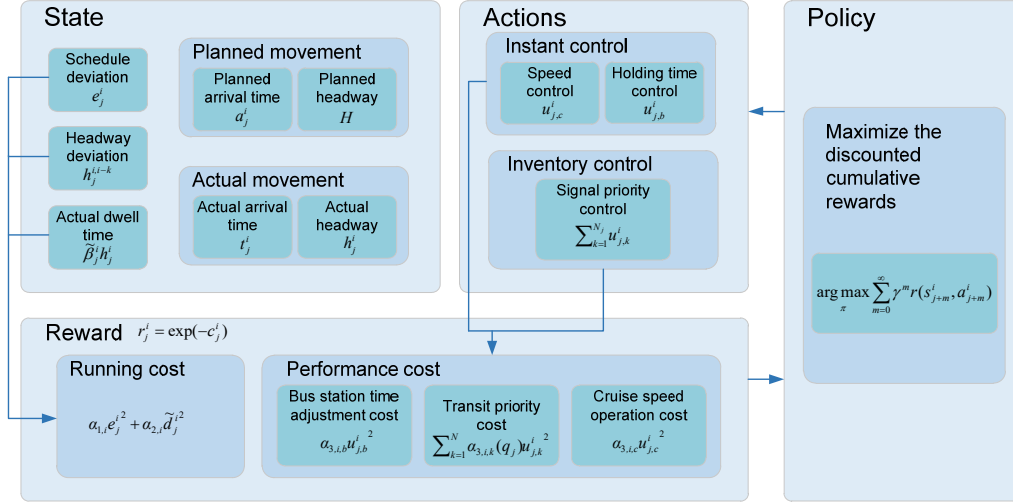 State
Schedule
deviation
e_j^i
Headway
deviation
h_j^{i,i-k}
Actual dwell
time
\tilde{β}_j^i h_j^i
Planned movement
Planned
arrival time
a_j^i
Planned
headway
H
Actual movement
Actual arrival
time
t_j^i
Actual
headway
h_j^i
Actions
Instant control
Speed
control
u_{j,c}^i
Holding time
control
u_{j,b}^i
Inventory control
Signal priority
control
\sum_{k=1}^{N_j} u_{j,k}^i
Policy
Maximize the
discounted
cumulative
rewards
\arg\max_π \sum_{m=0}^{∞} γ^m r(s_{j+m}^i, a_{j+m}^i)
Reward r_j^i = exp(-c_j^i)
Running cost
α_{1,i} e_j^{i 2} + α_{2,i} \tilde{d}_j^{i 2}
Performance cost
Bus station time
adjustment cost
α_{3,i,b} u_{j,b}^{i 2}
Transit priority
cost
\sum_{k=1}^{N} α_{3,i,k}(q_j) u_{j,k}^{i 2}
Cruise speed
operation cost
α_{3,i,c} u_{j,c}^{i 2}